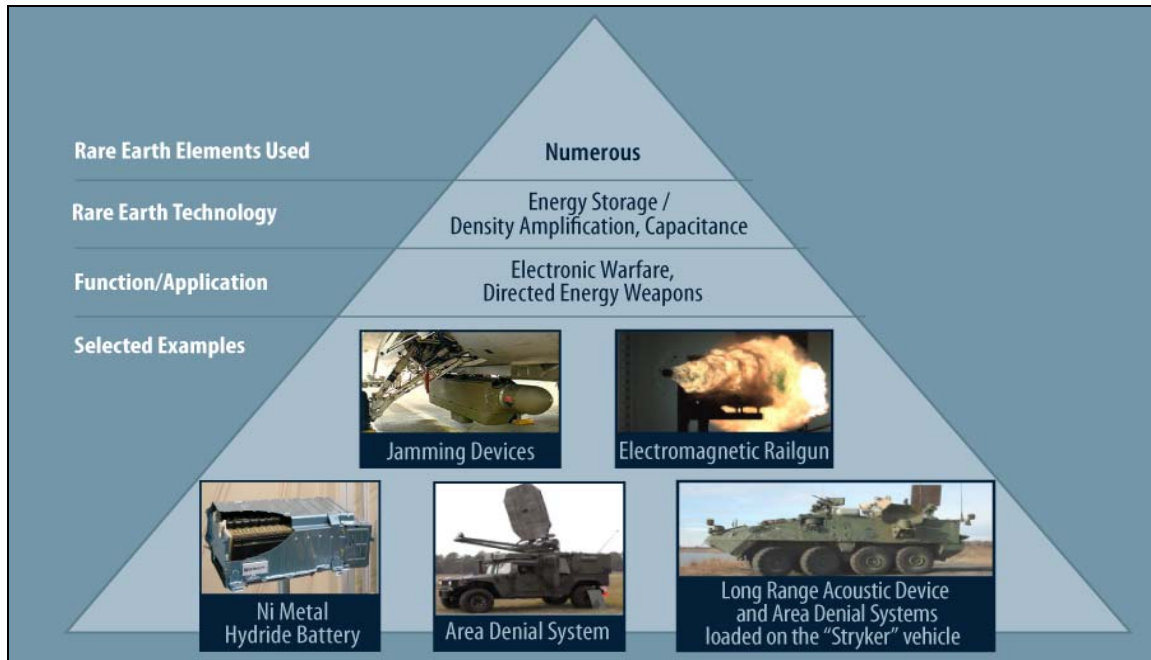 Rare Earth Elements Used
Numerous
Rare Earth Technology
Energy Storage /
Density Amplification, Capacitance
Function/Application
Electronic Warfare,
Directed Energy Weapons
Selected Examples
Jamming Devices
Electromagnetic Railgun
Ni Metal
Hydride Battery
Area Denial System
Long Range Acoustic Device
and Area Denial Systems
loaded on the “Stryker” vehicle